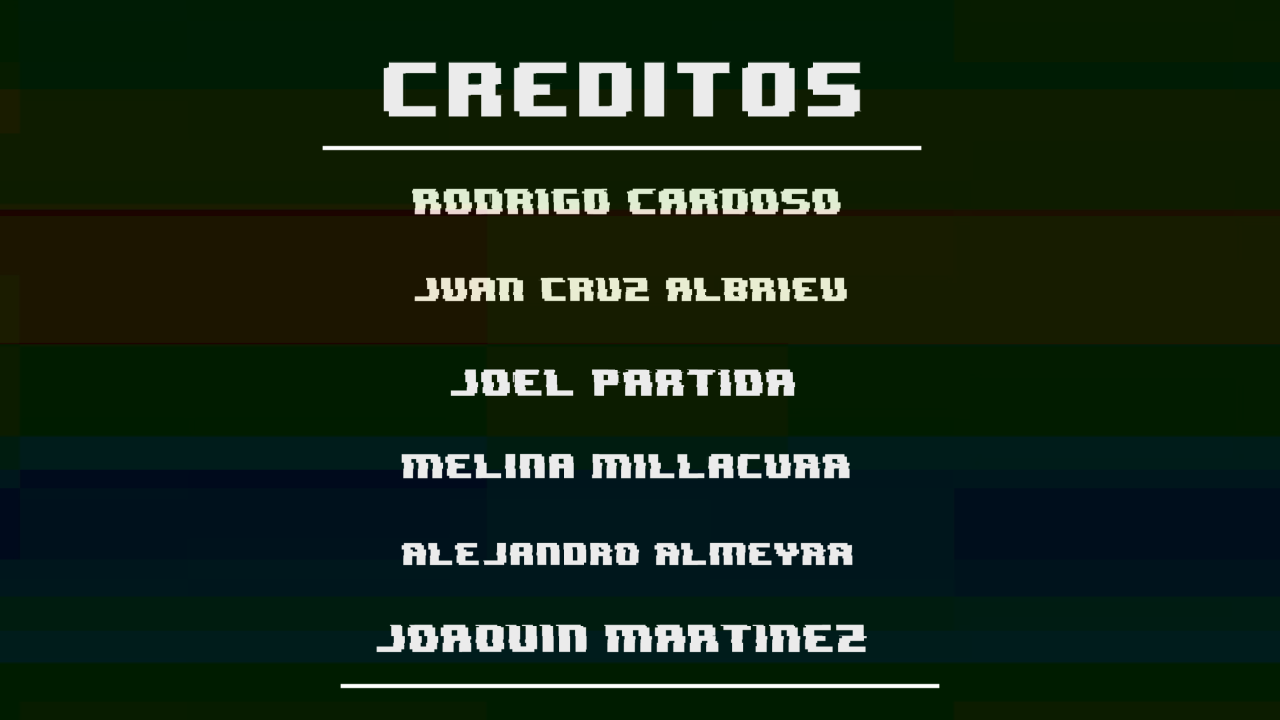 CREDITOS
RODRIGO CARDOSO
JUAN CRUZ ALBRIEU
JOEL PARTIDA
MELINA MILLACURA
ALEJANDRO ALMEYRA
JOAQUIN MARTINEZ